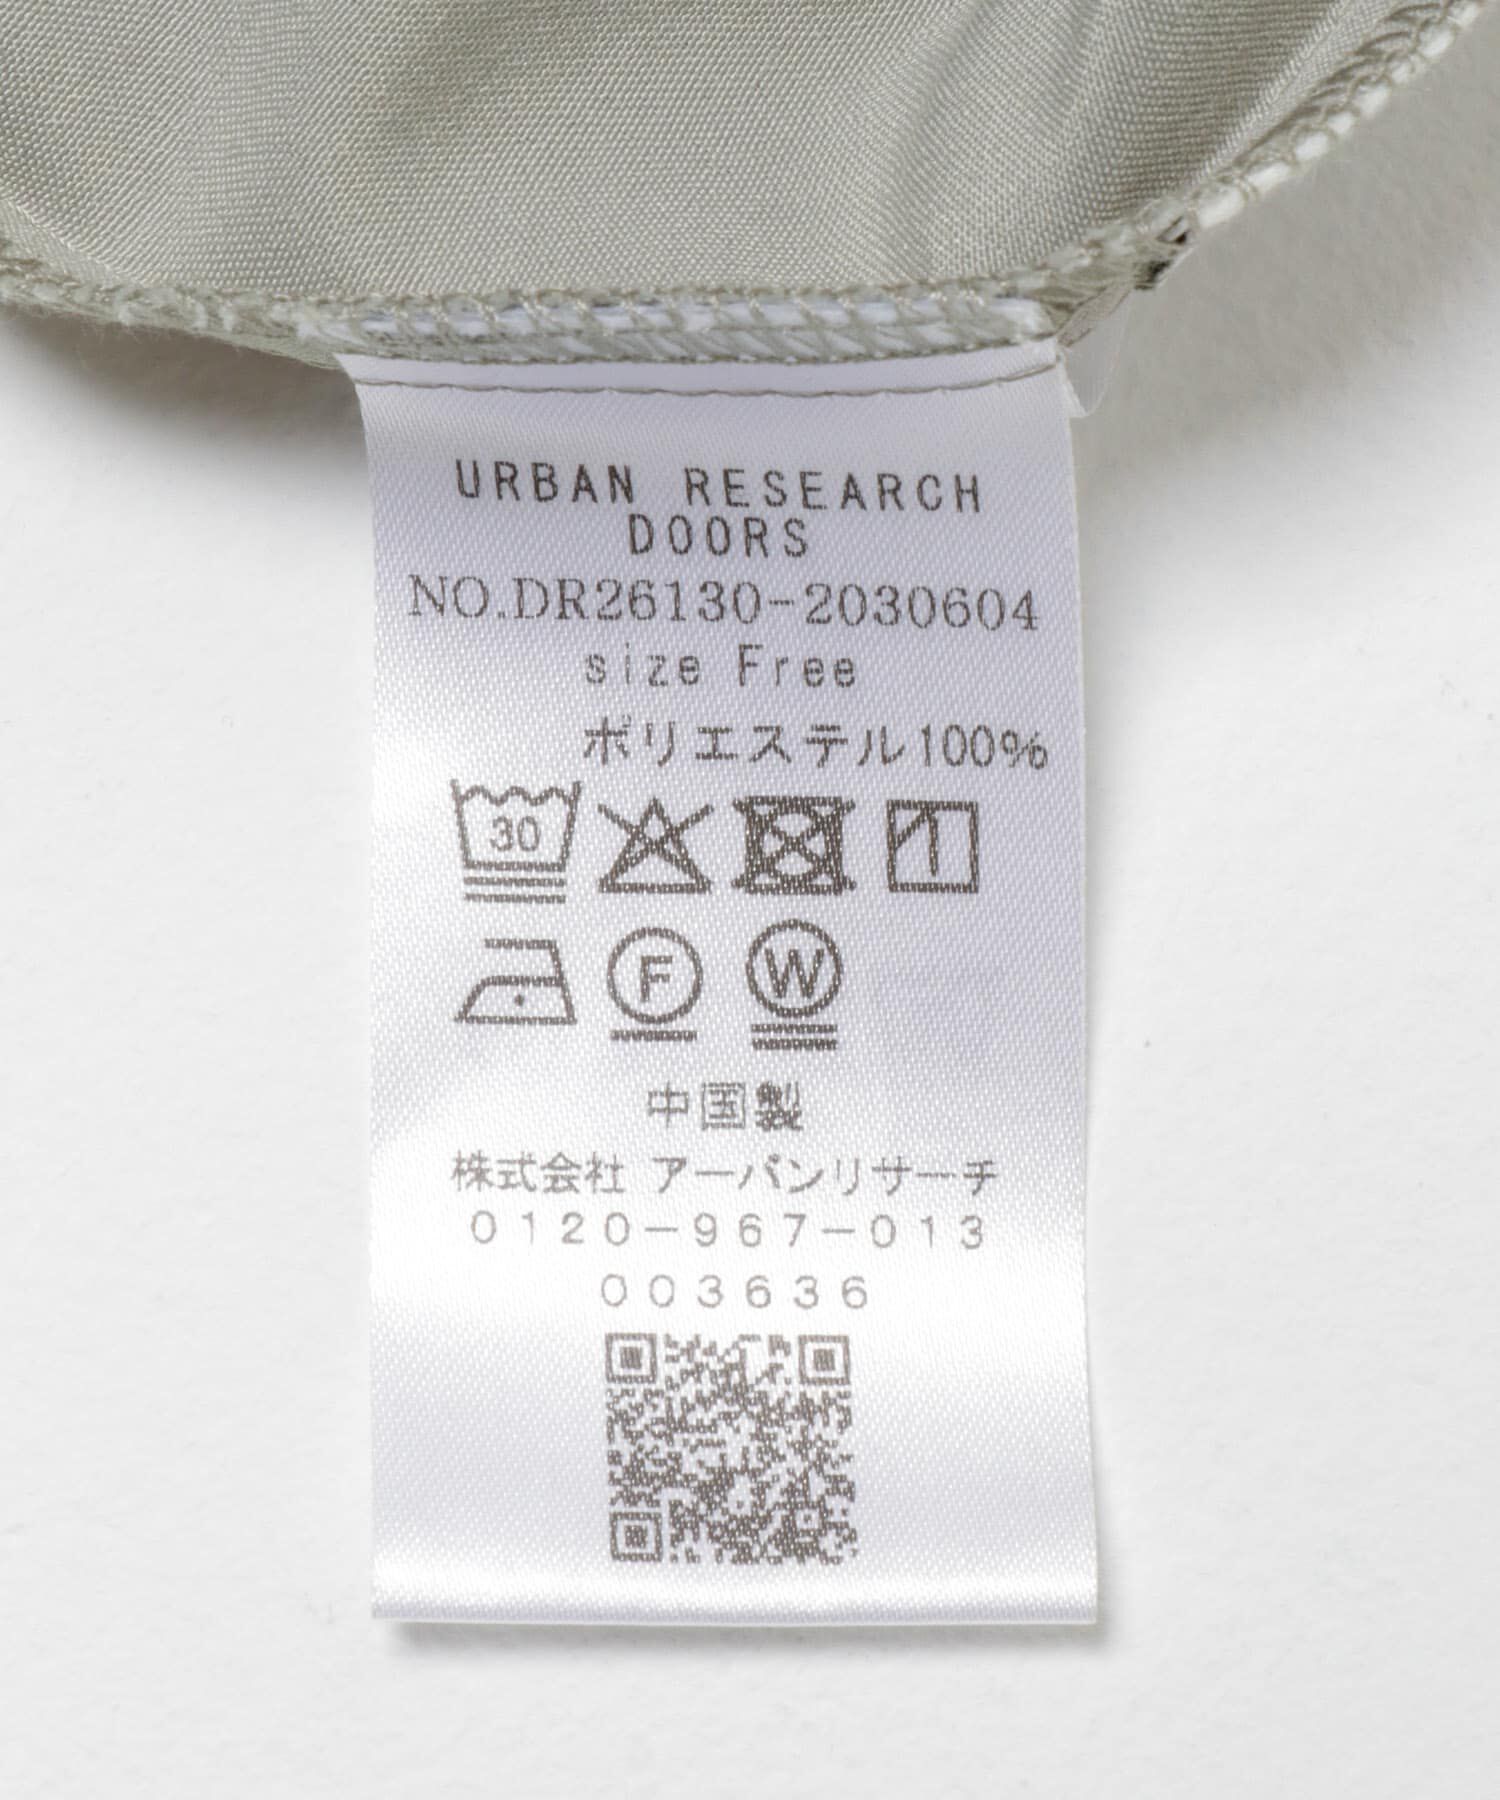 URBAN RESEARCH
DOORS
NO.DR26130-2030604
size Free
ポリエステル100%
30
F
W
中国製
株式会社 アーバンリサーチ
0120-967-013
003636